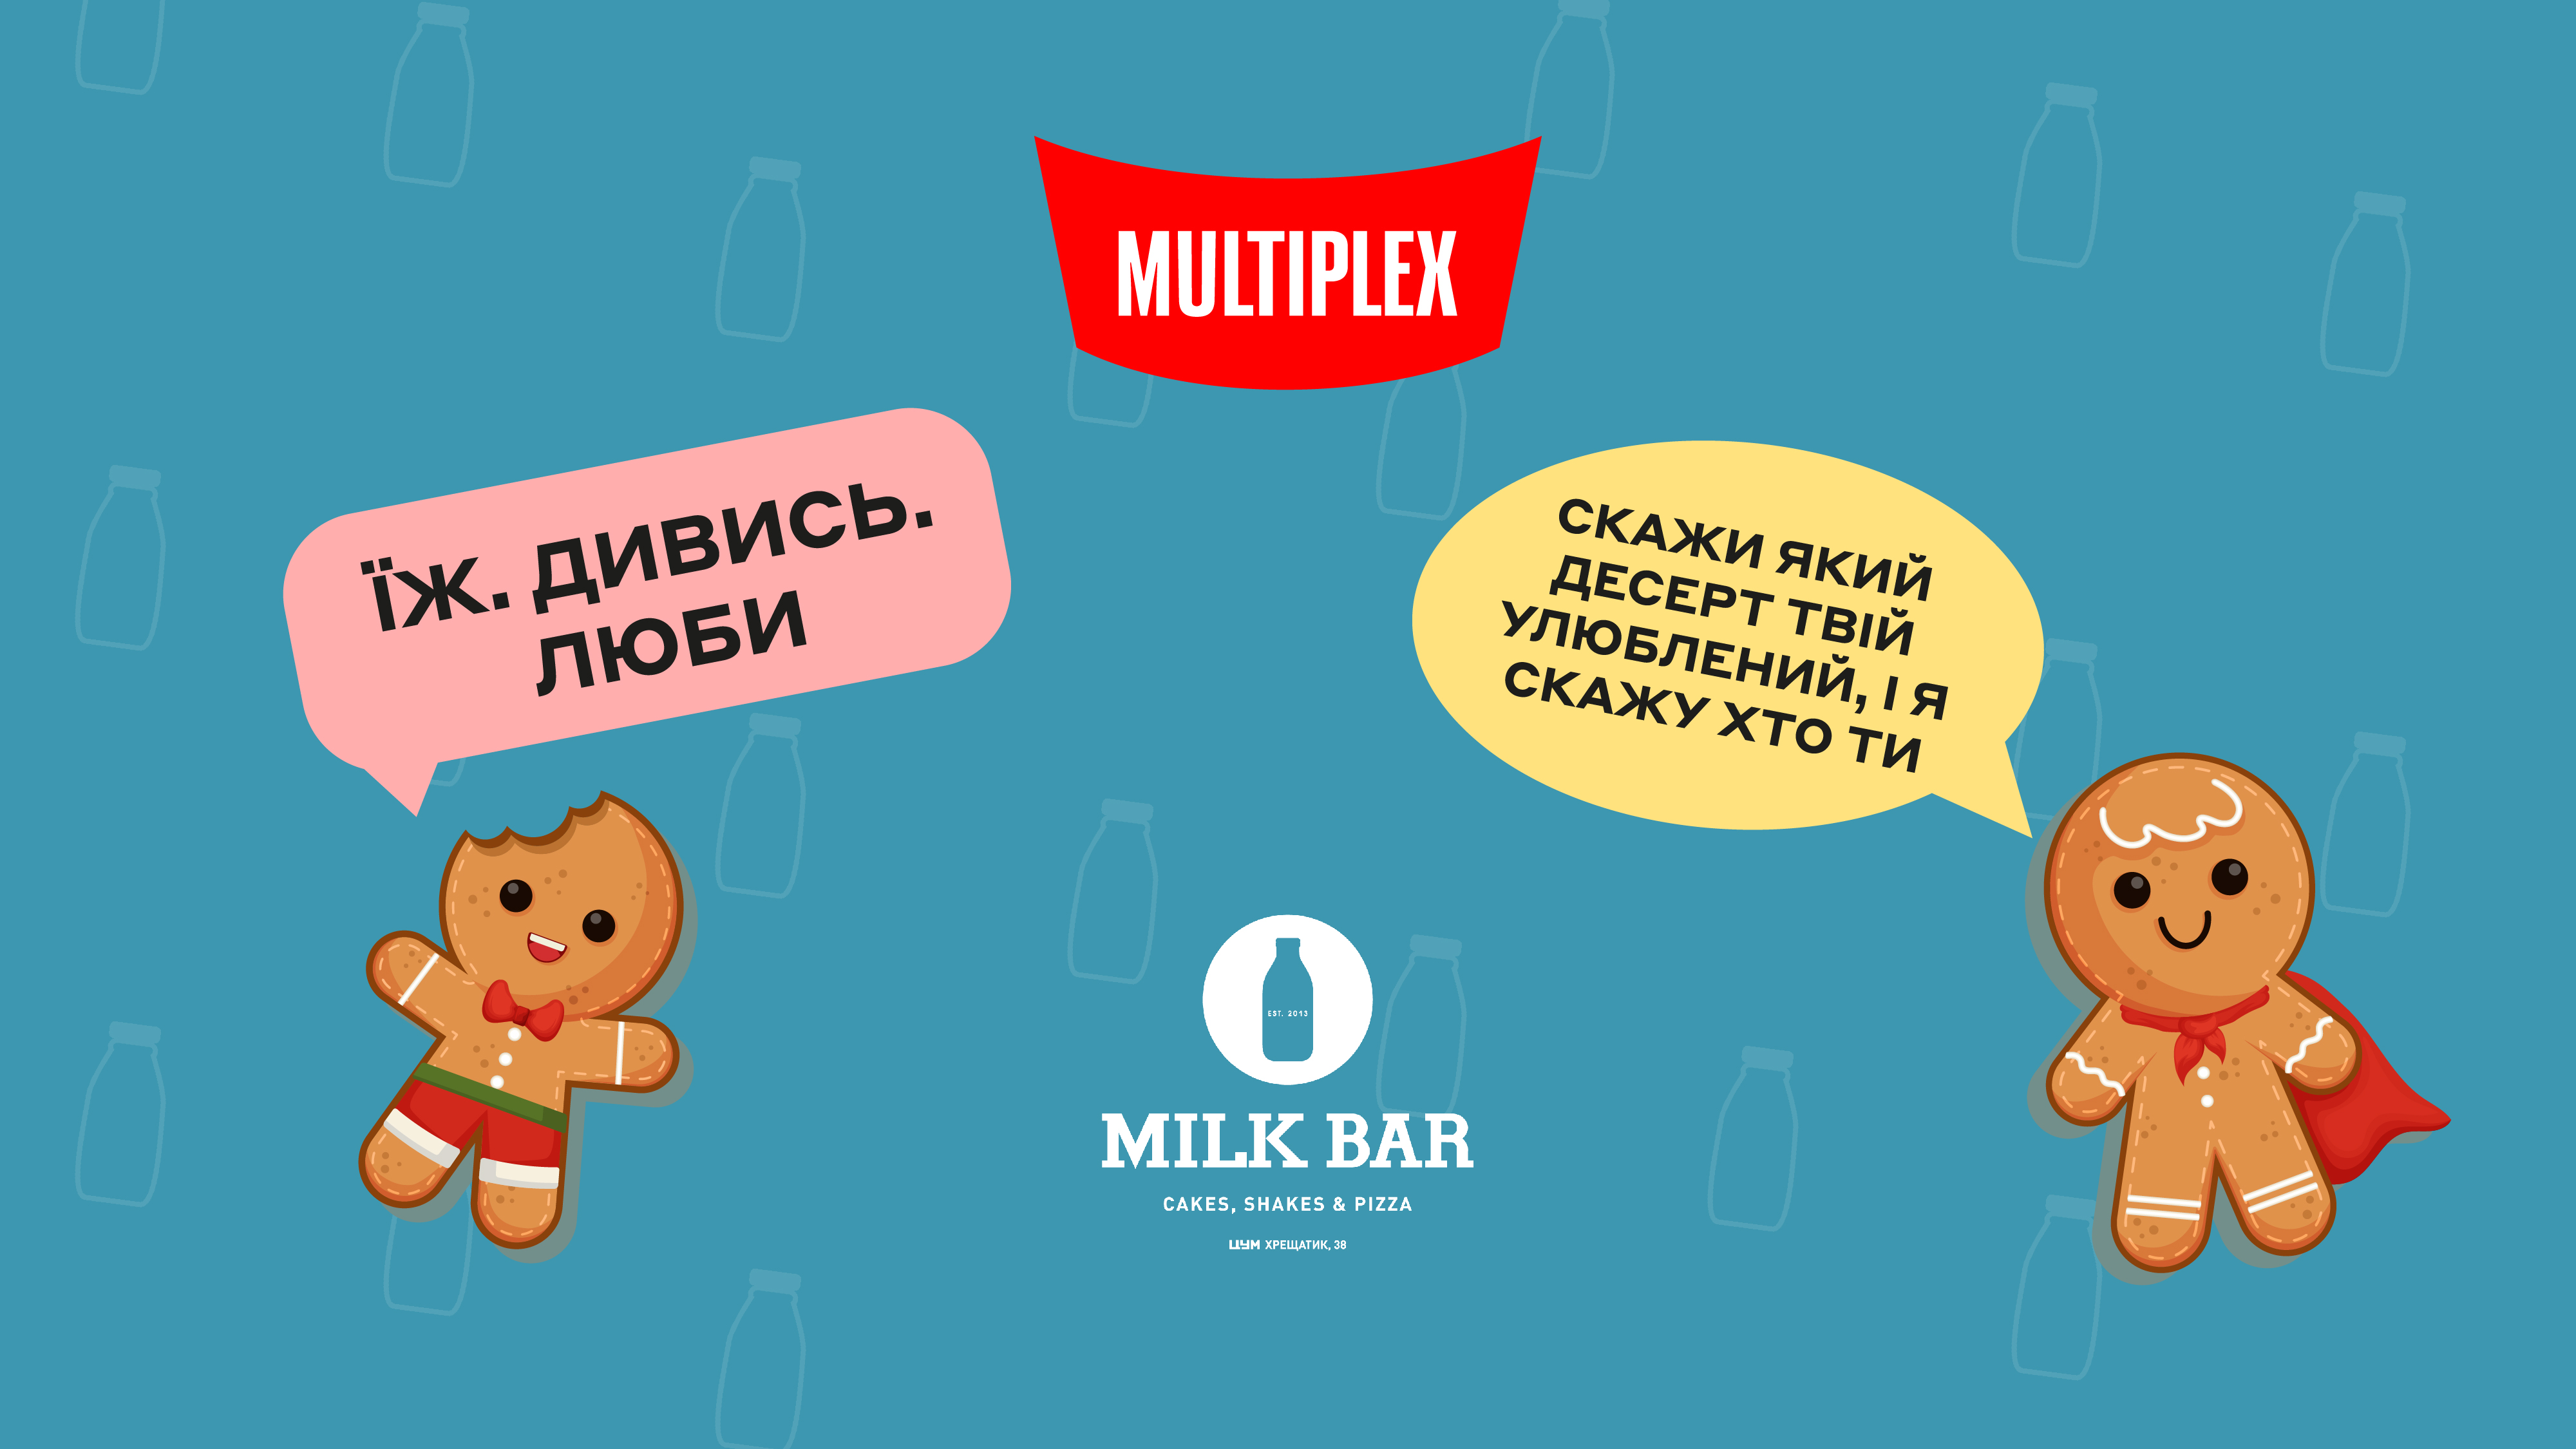 MULTIPLEX
ЇЖ. ДИВИСЬ.
ЛЮБИ
СКАЖИ ЯКИЙ
ДЕСЕРТ ТВІЙ
УЛЮБЛЕНИЙ, І Я
СКАЖУ ХТО ТИ
EST. 2013
MILK BAR
CAKES, SHAKES & PIZZA
ЦУМ ХРЕЩАТИК, 38